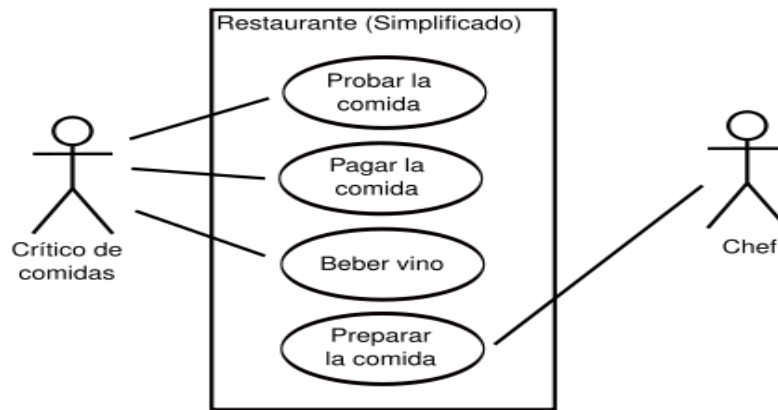 Restaurante (Simplificado)
Probar la
comida
Pagar la
comida
Beber vino
Preparar
la comida
Crítico de
comidas
Chef